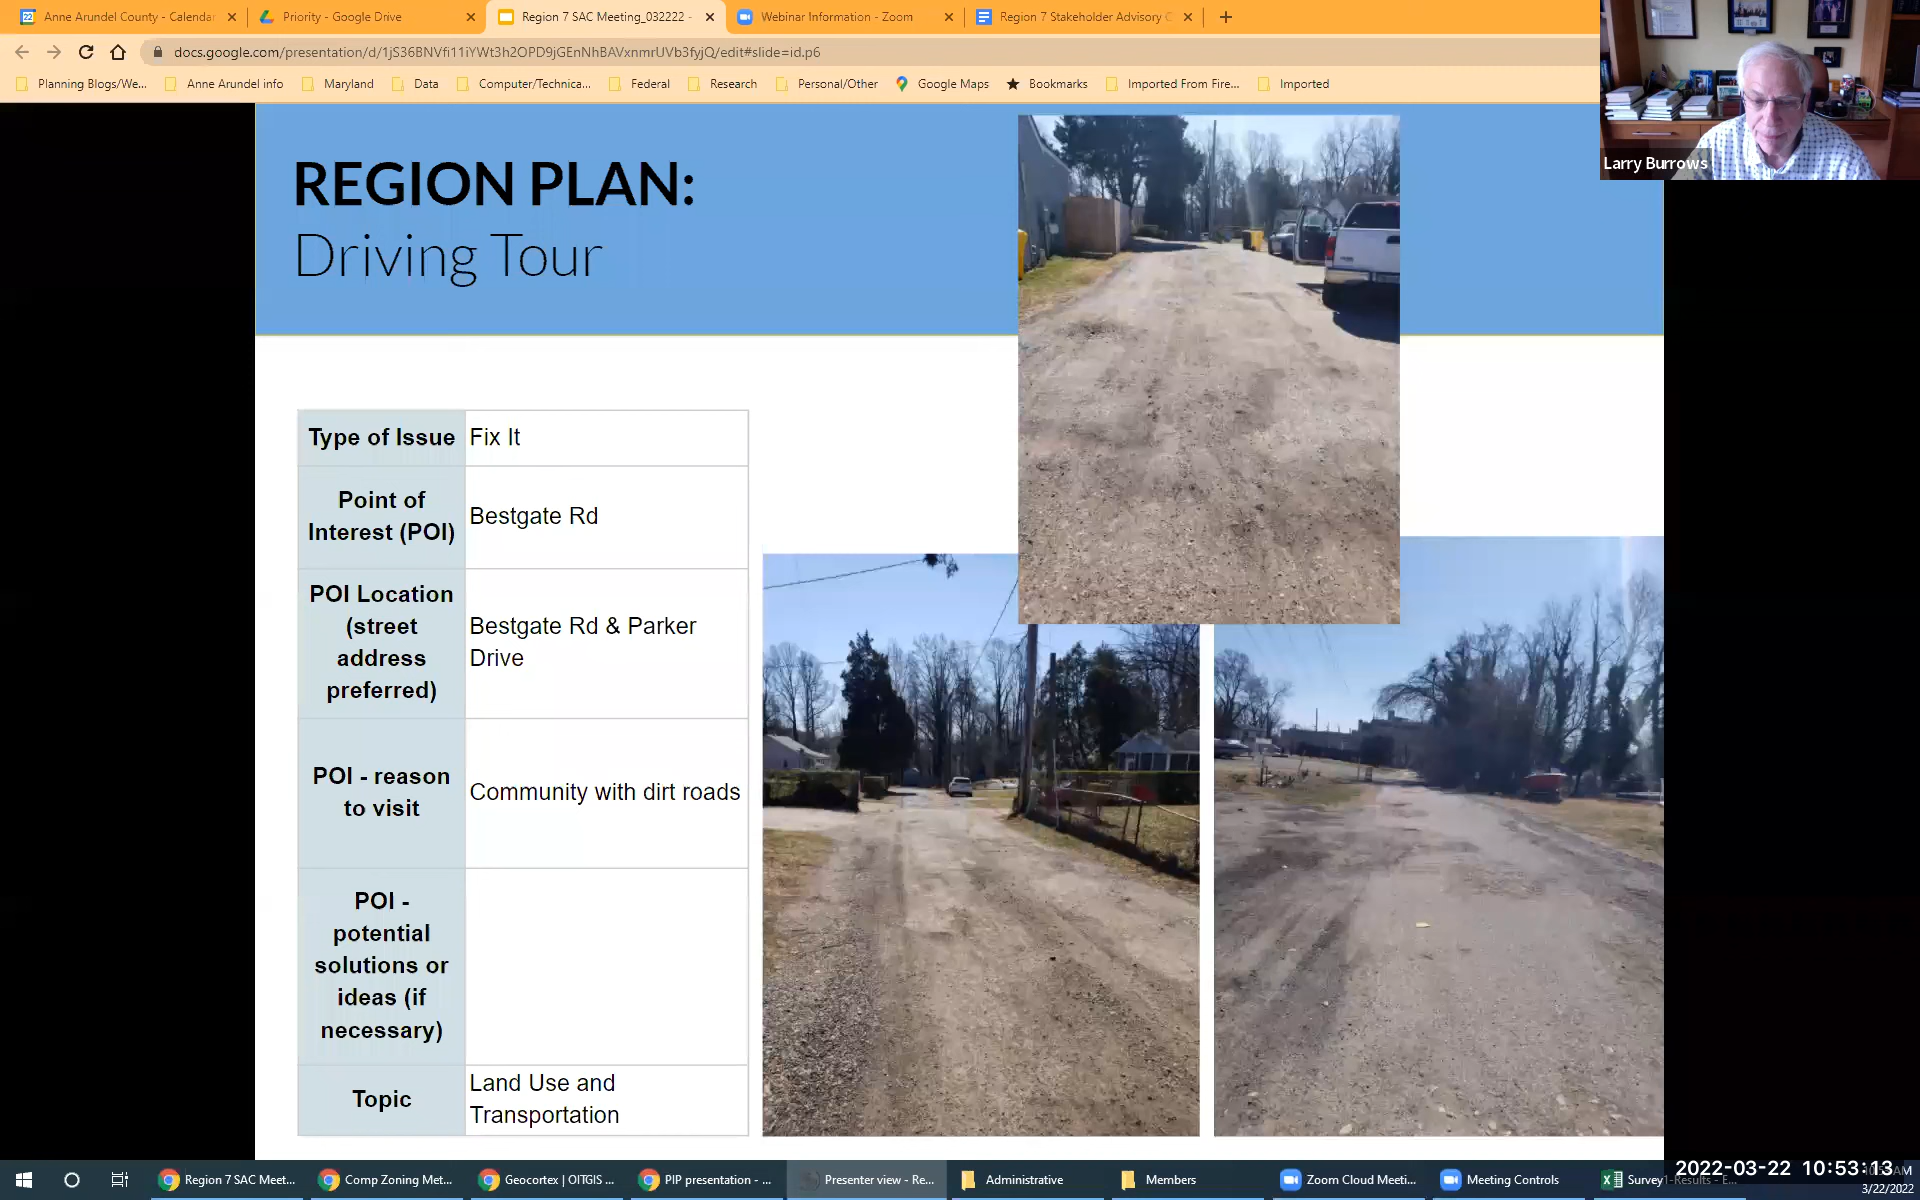 Anne Arundel County - Calendar
Priority - Google Drive
Region 7 SAC Meeting_032222 -
Webinar Information - Zoom
Region 7 Stakeholder Advisory C
docs.google.com/presentation/d/1jS36BNVfi11iYWt3h2OPD9jGEnNhBAVxnmrUVb3fyjQ/edit#slide=id.p6
Planning Blogs/We...
Anne Arundel info
Maryland
Data
Computer/Technica...
Federal
Research
Personal/Other
Google Maps
Bookmarks
Imported From Fire...
Imported
Larry Burrows
REGION PLAN:
Driving Tour
Type of Issue
Fix It
Point of
Interest (POI)
Bestgate Rd
POI Location
(street
address
preferred)
Bestgate Rd & Parker
Drive
POI - reason
to visit
Community with dirt roads
POI -
potential
solutions or
ideas (if
necessary)
Topic
Land Use and
Transportation
Region 7 SAC Meet...
Comp Zoning Met...
Geocortex | OITGIS ...
PIP presentation - ...
Presenter view - Re...
Administrative
Members
Zoom Cloud Meeti...
Meeting Controls
Survey1-Results - E...
2022-03-22 10:53:13
3/22/2022